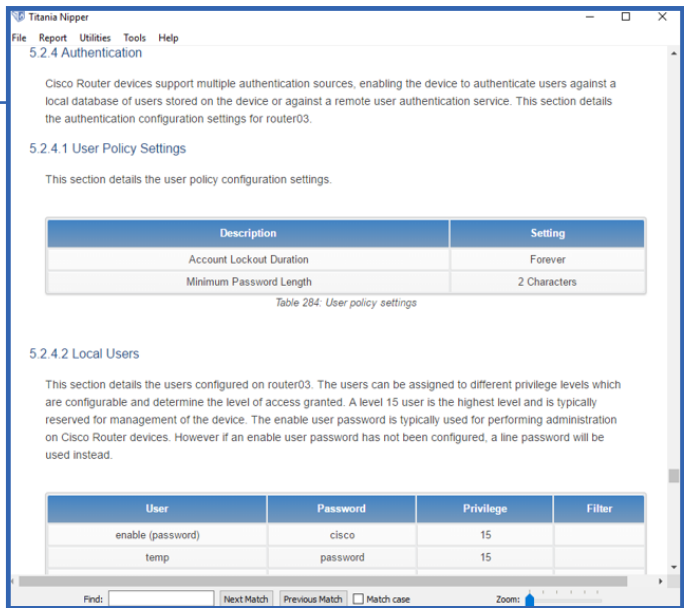 Titania Nipper
File Report Utilities Tools Help
5.2.4 Authentication
Cisco Router devices support multiple authentication sources, enabling the device to authenticate users against a
local database of users stored on the device or against a remote user authentication service. This section details
the authentication configuration settings for router03.
5.2.4.1 User Policy Settings
This section details the user policy configuration settings.
Description Setting
Account Lockout Duration Forever
Minimum Password Length 2 Characters
Table 284: User policy settings
5.2.4.2 Local Users
This section details the users configured on router03. The users can be assigned to different privilege levels which
are configurable and determine the level of access granted. A level 15 user is the highest level and is typically
reserved for management of the device. The enable user password is typically used for performing administration
on Cisco Router devices. However if an enable user password has not been configured, a line password will be
used instead.
User Password Privilege Filter
enable (password) cisco 15
temp password 15
Find: Next Match Previous Match Match case Zoom: